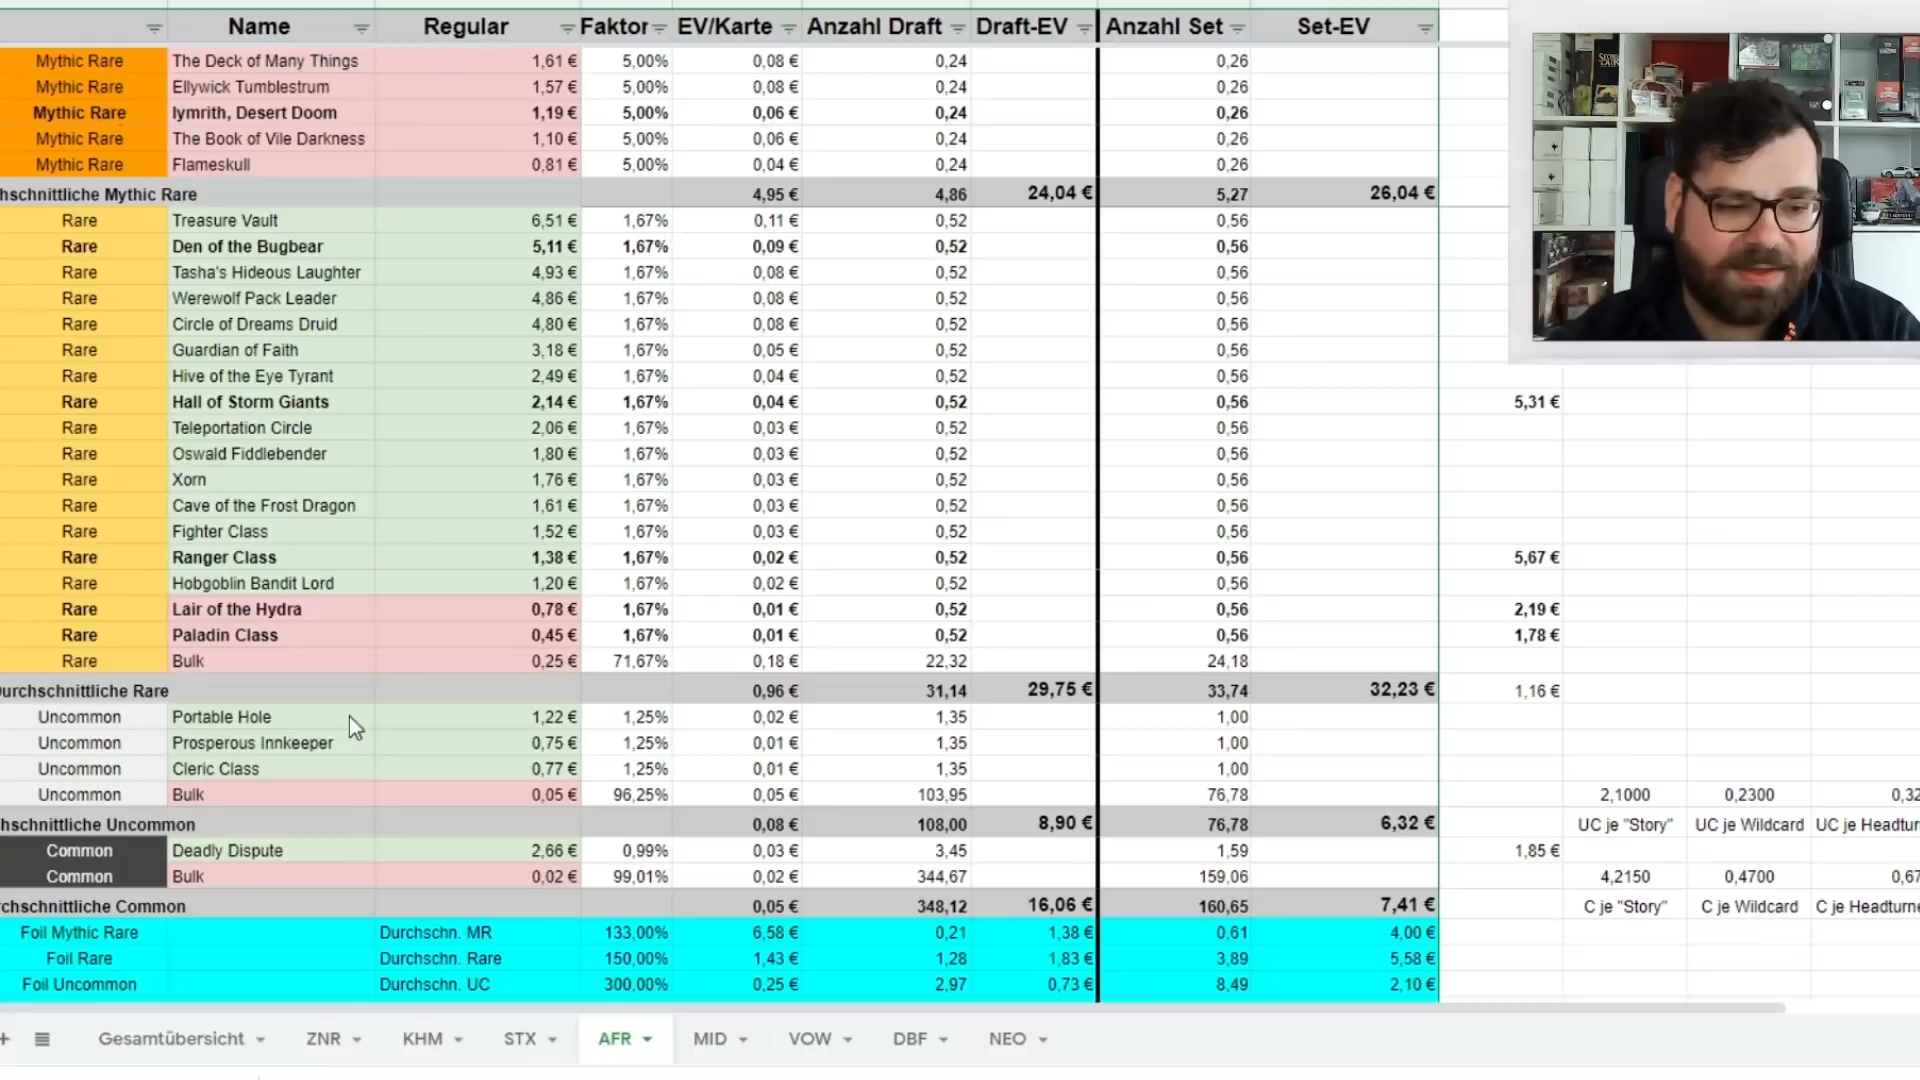 Name Regular Faktor EV/Karte Anzahl Draft Draft-EV Anzahl Set Set-EV
Mythic Rare The Deck of Many Things 1,61 € 5,00% 0,08 € 0,24 0,26
Mythic Rare Ellywick Tumblestrum 1,57 € 5,00% 0,08 € 0,24 0,26
Mythic Rare Iymrith, Desert Doom 1,19 € 5,00% 0,06 € 0,24 0,26
Mythic Rare The Book of Vile Darkness 1,10 € 5,00% 0,06 € 0,24 0,26
Mythic Rare Flameskull 0,81 € 5,00% 0,04 € 0,24 0,26
hschnittliche Mythic Rare 4,95 € 4,86 24,04 € 5,27 26,04 €
Rare Treasure Vault 6,51 € 1,67% 0,11 € 0,52 0,56
Rare Den of the Bugbear 5,11 € 1,67% 0,09 € 0,52 0,56
Rare Tasha's Hideous Laughter 4,93 € 1,67% 0,08 € 0,52 0,56
Rare Werewolf Pack Leader 4,86 € 1,67% 0,08 € 0,52 0,56
Rare Circle of Dreams Druid 4,80 € 1,67% 0,08 € 0,52 0,56
Rare Guardian of Faith 3,18 € 1,67% 0,05 € 0,52 0,56
Rare Hive of the Eye Tyrant 2,49 € 1,67% 0,04 € 0,52 0,56
Rare Hall of Storm Giants 2,14 € 1,67% 0,04 € 0,52 0,56 5,31 €
Rare Teleportation Circle 2,06 € 1,67% 0,03 € 0,52 0,56
Rare Oswald Fiddlebender 1,80 € 1,67% 0,03 € 0,52 0,56
Rare Xorn 1,76 € 1,67% 0,03 € 0,52 0,56
Rare Cave of the Frost Dragon 1,61 € 1,67% 0,03 € 0,52 0,56
Rare Fighter Class 1,52 € 1,67% 0,03 € 0,52 0,56
Rare Ranger Class 1,38 € 1,67% 0,02 € 0,52 0,56 5,67 €
Rare Hobgoblin Bandit Lord 1,20 € 1,67% 0,02 € 0,52 0,56
Rare Lair of the Hydra 0,78 € 1,67% 0,01 € 0,52 0,56 2,19 €
Rare Paladin Class 0,45 € 1,67% 0,01 € 0,52 0,56 1,78 €
Rare Bulk 0,25 € 71,67% 0,18 € 22,32 24,18
urchschnittliche Rare 0,96 € 31,14 29,75 € 33,74 32,23 € 1,16 €
Uncommon Portable Hole 1,22 € 1,25% 0,02 € 1,35 1,00
Uncommon Prosperous Innkeeper 0,75 € 1,25% 0,01 € 1,35 1,00
Uncommon Cleric Class 0,77 € 1,25% 0,01 € 1,35 1,00
Uncommon Bulk 0,05 € 96,25% 0,05 € 103,95 76,78 2,1000 0,2300 0,32
hschnittliche Uncommon 0,08 € 108,00 8,90 € 76,78 6,32 € UC je "Story" UC je Wildcard UC je Headtur
Common Deadly Dispute 2,66 € 0,99% 0,03 € 3,45 1,59 1,85 €
Common Bulk 0,02 € 99,01% 0,02 € 344,67 159,06 4,2150 0,4700 0,67
rchschnittliche Common 0,05 € 348,12 16,06 € 160,65 7,41 € C je "Story" C je Wildcard C je Headturne
Foil Mythic Rare Durchschn. MR 133,00% 6,58 € 0,21 1,38 € 0,61 4,00 €
Foil Rare Durchschn. Rare 150,00% 1,43 € 1,28 1,83 € 3,89 5,58 €
Foil Uncommon Durchschn. UC 300,00% 0,25 € 2,97 0,73 € 8,49 2,10 €
+ Gesamtübersicht ZNR KHM STX AFR MID VOW DBF NEO